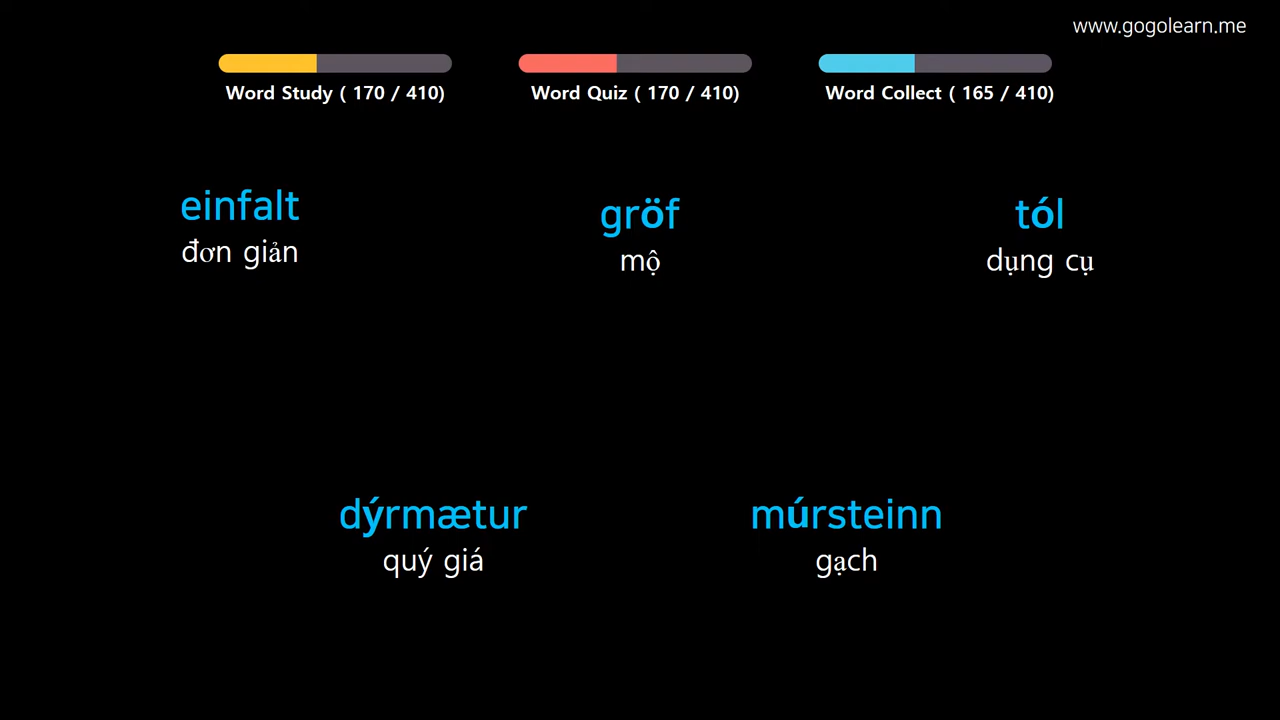 www.gogolearn.me
Word Study ( 170 / 410)
Word Quiz ( 170 / 410)
Word Collect ( 165 / 410)
einfalt
đơn giản
gröf
mộ
tól
dụng cụ
dýrmætur
quý giá
múrsteinn
gạch